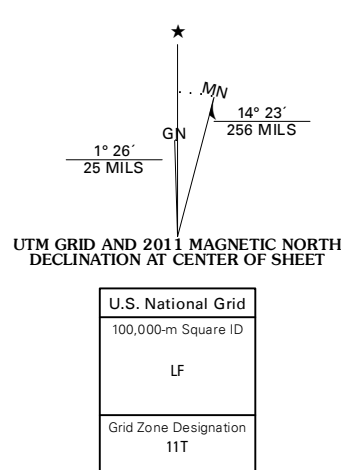 ★
MN
GN
14° 23´
256 MILS
1° 26´
25 MILS
UTM GRID AND 2011 MAGNETIC NORTH
DECLINATION AT CENTER OF SHEET
U.S. National Grid
100,000-m Square ID
LF
Grid Zone Designation
11T